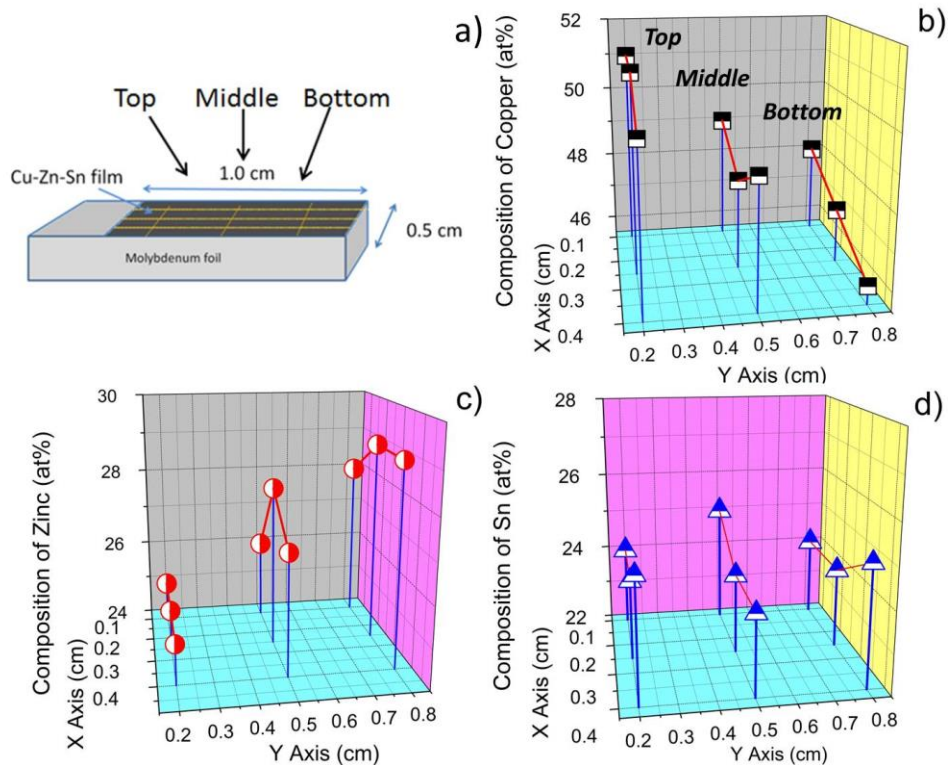 a)
Top Middle Bottom
1.0 cm
Cu-Zn-Sn film
0.5 cm
Molybdenum foil
b)
Composition of Copper (at%)
52
50
48
46
Top
Middle
Bottom
0.1
0.2
0.3
0.4
X Axis (cm)
0.2 0.3 0.4 0.5 0.6 0.7 0.8
Y Axis (cm)
c)
Composition of Zinc (at%)
30
28
26
24
0.1
0.2
0.3
0.4
X Axis (cm)
0.2 0.3 0.4 0.5 0.6 0.7 0.8
Y Axis (cm)
d)
Composition of Sn (at%)
28
26
24
22
0.1
0.2
0.3
0.4
X Axis (cm)
0.2 0.3 0.4 0.5 0.6 0.7 0.8
Y Axis (cm)